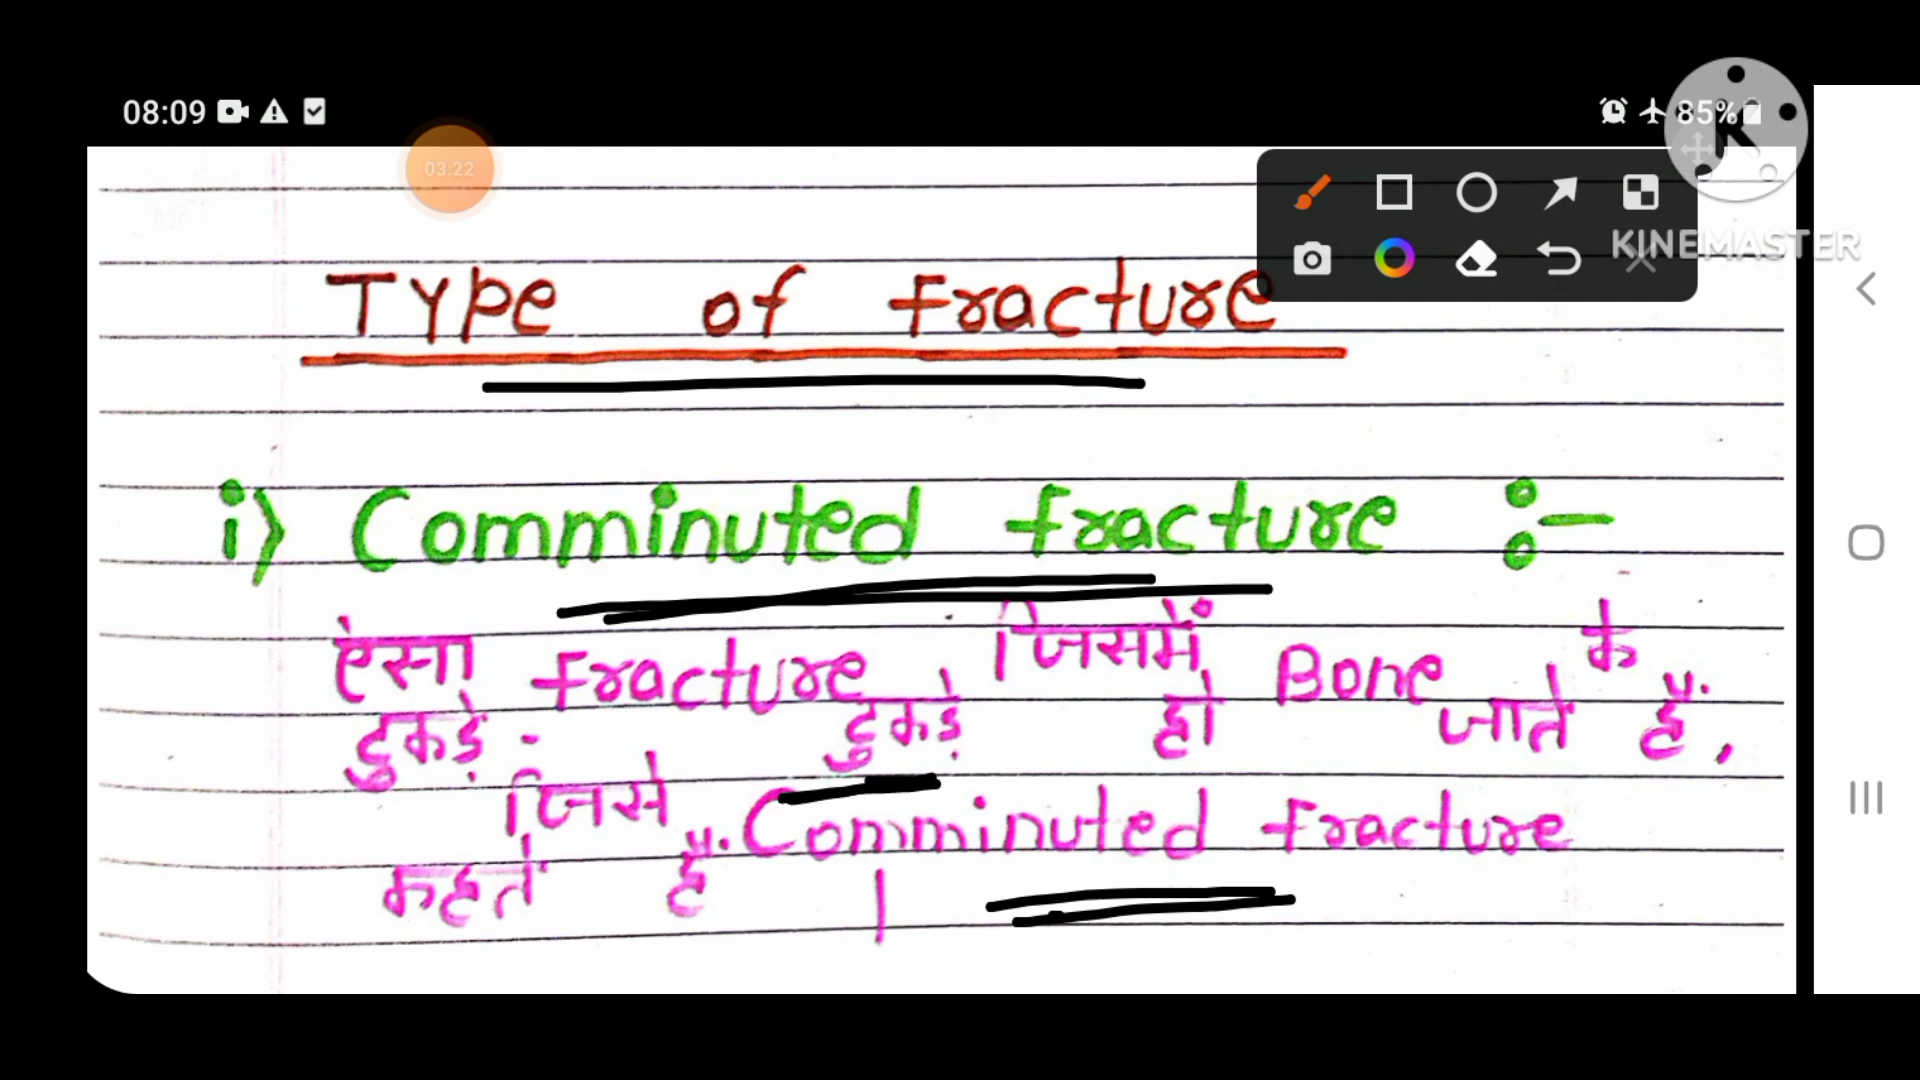 08:09
85%
03:22
KINEMASTER
Type of fracture
i) Comminuted fracture :-
ऐसा fracture जिसमें Bone के
टुकड़े - टुकड़े हो जाते हैं,
जिसे Comminuted fracture
कहते हैं ।